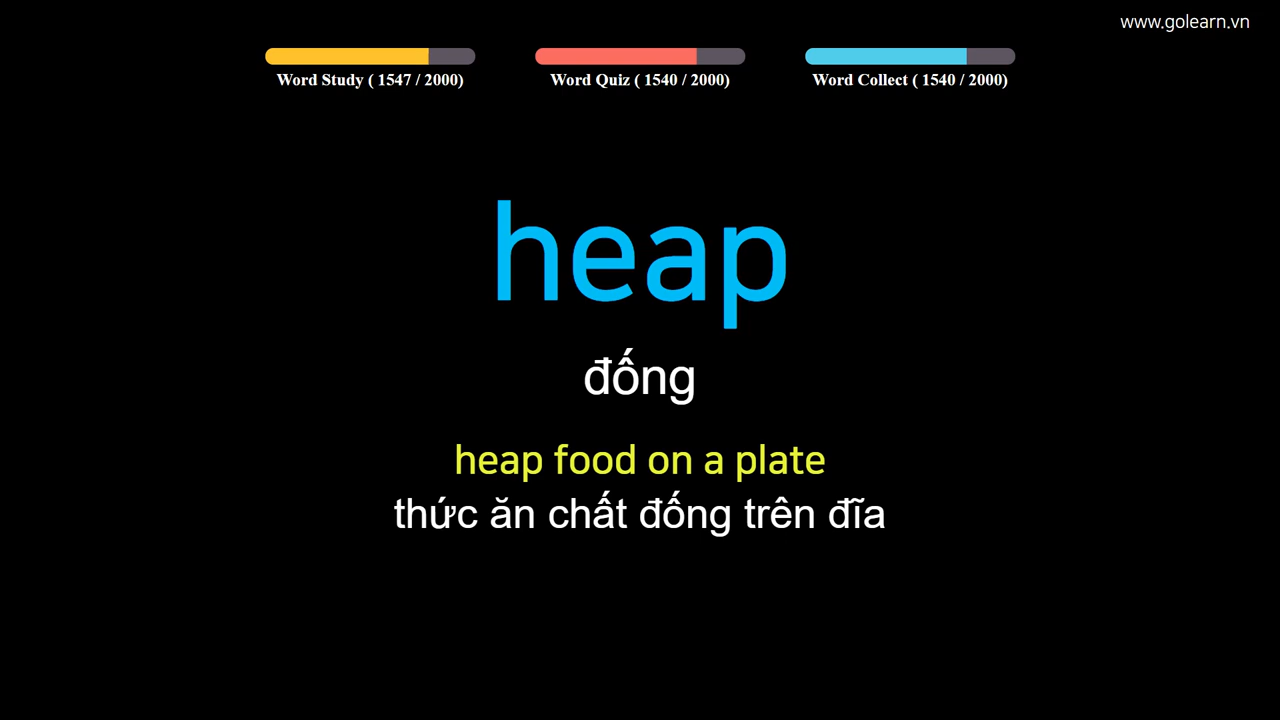 www.golearn.vn
Word Study ( 1547 / 2000)
Word Quiz ( 1540 / 2000)
Word Collect ( 1540 / 2000)
heap
đống
heap food on a plate
thức ăn chất đống trên đĩa